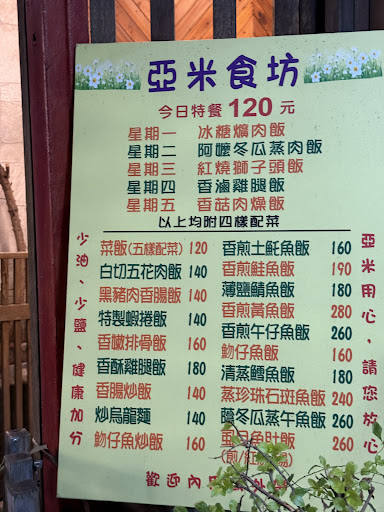 亞米食坊
今日特餐 120 元
星期一 冰糖爌肉飯
星期二 阿嬤冬瓜蒸肉飯
星期三 紅燒獅子頭飯
星期四 香滷雞腿飯
星期五 香菇肉燥飯
以上均附四樣配菜
少油、少鹽、健康加分
菜飯(五樣配菜) 120
白切五花肉飯 140
黑豬肉香腸飯 140
特製蝦捲飯 140
香嫩排骨飯 160
香酥雞腿飯 180
香腸炒飯 140
炒烏龍麵 140
魩仔魚炒飯 160
香煎土魠魚飯 160
香煎鮭魚飯 190
薄鹽鯖魚飯 180
香煎黃魚飯 280
香煎午仔魚飯 260
魩仔魚飯 160
清蒸鱈魚飯 180
蒸珍珠石斑魚飯 240
蔭冬瓜蒸午魚飯 260
虱目魚肚飯 260
(煎/紅
亞米用心,請您放心
歡迎內用